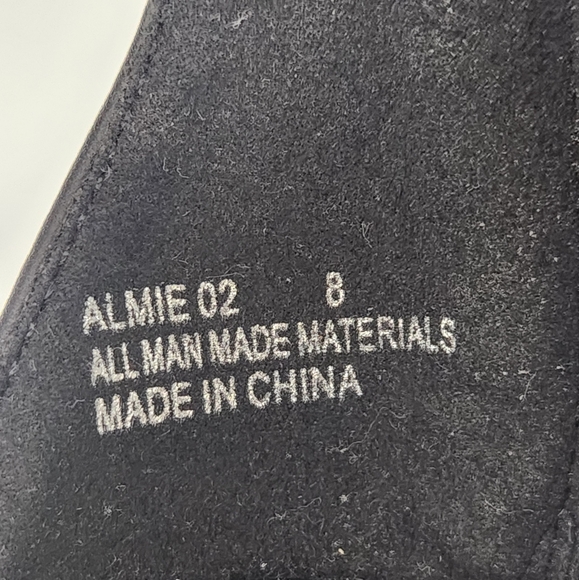 ALMIE 02 8
ALL MAN MADE MATERIALS
MADE IN CHINA